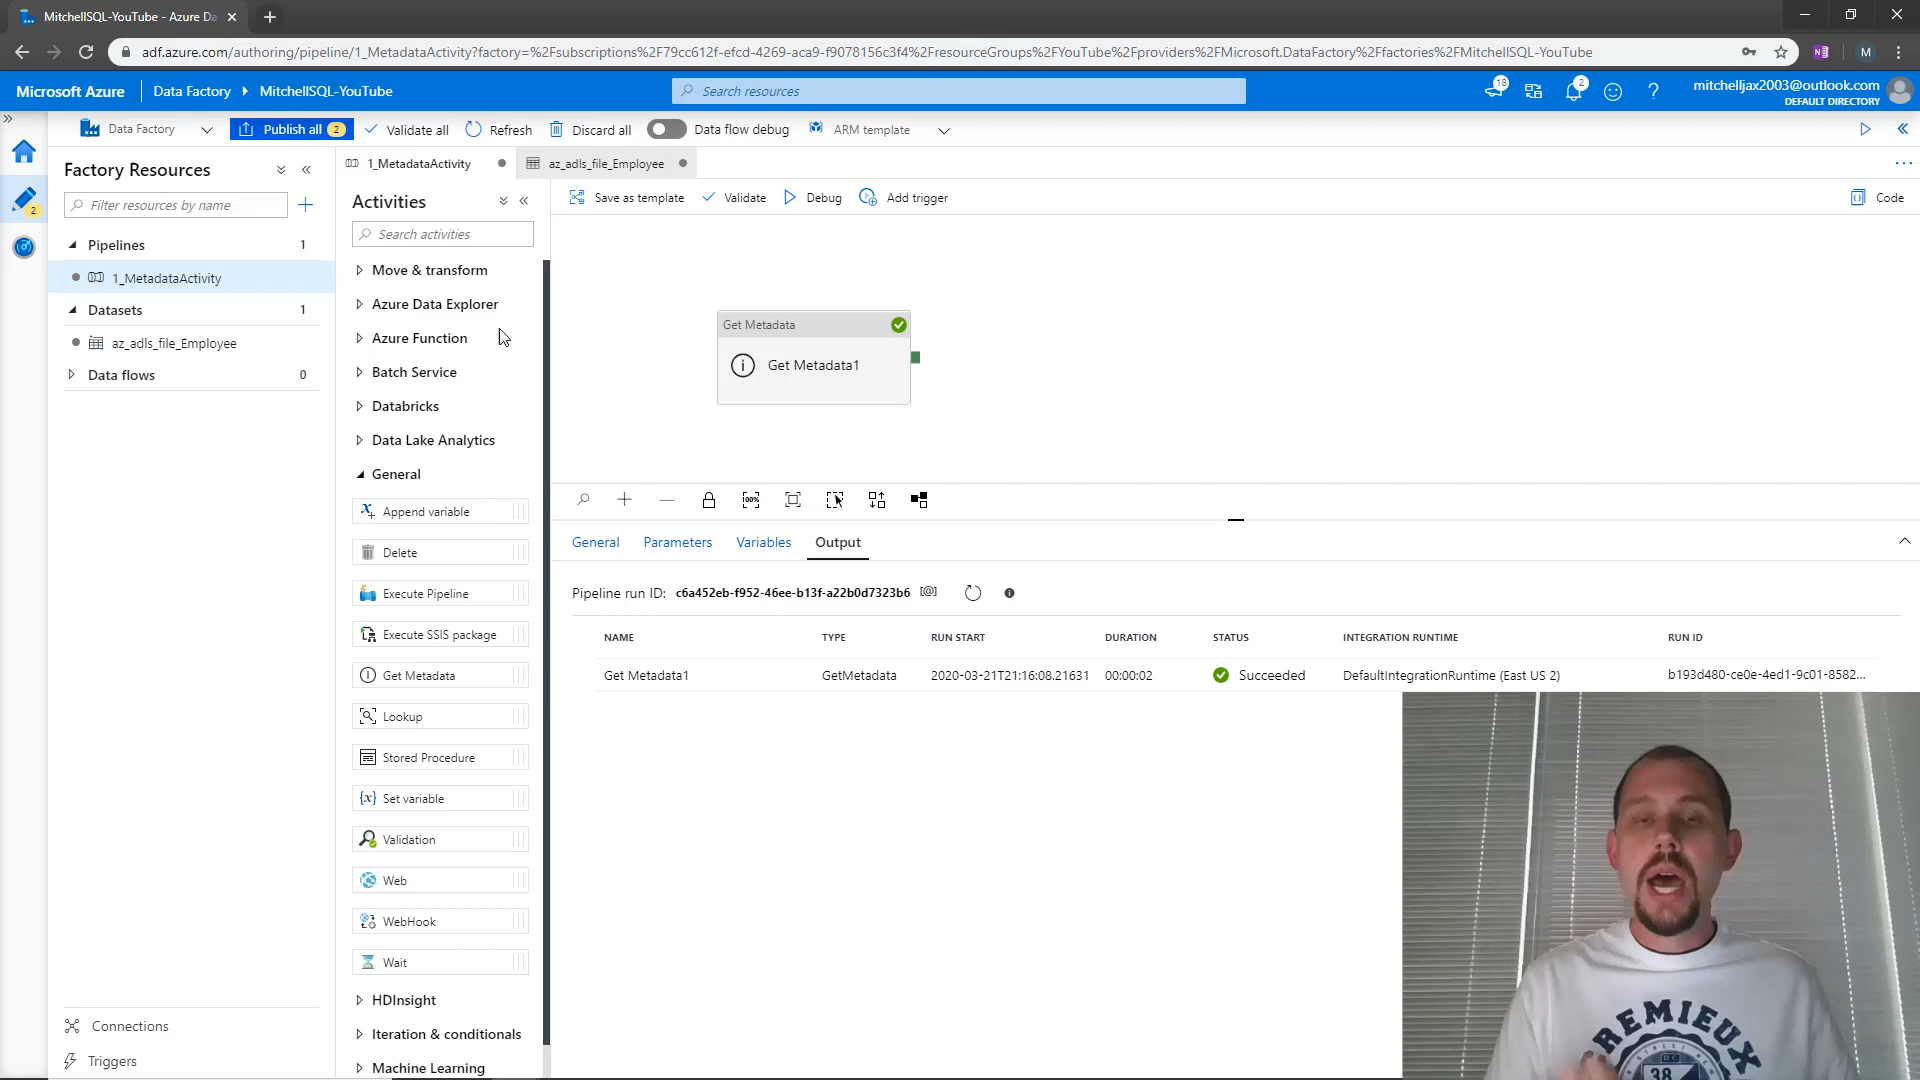 MitchellSQL-YouTube - Azure Da
adf.azure.com/authoring/pipeline/1_MetadataActivity?factory=%2Fsubscriptions%2F79cc612f-efcd-4269-aca9-f9078156c3f4%2FresourceGroups%2FYouTube%2Fproviders%2FMicrosoft.DataFactory%2Ffactories%2FMitchellSQL-YouTube
M
Microsoft Azure
Data Factory
MitchellSQL-YouTube
Search resources
18
2
mitchelljax2003@outlook.com
DEFAULT DIRECTORY
Data Factory
Publish all 2
Validate all
Refresh
Discard all
Data flow debug
ARM template
2
Factory Resources
Filter resources by name
Pipelines 1
1_MetadataActivity
Datasets 1
az_adls_file_Employee
Data flows 0
Connections
Triggers
1_MetadataActivity
az_adls_file_Employee
Activities
Search activities
Move & transform
Azure Data Explorer
Azure Function
Batch Service
Databricks
Data Lake Analytics
General
Append variable
Delete
Execute Pipeline
Execute SSIS package
Get Metadata
Lookup
Stored Procedure
Set variable
Validation
Web
WebHook
Wait
HDInsight
Iteration & conditionals
Machine Learning
Save as template
Validate
Debug
Add trigger
Code
Get Metadata
Get Metadata1
100%
General
Parameters
Variables
Output
Pipeline run ID: c6a452eb-f952-46ee-b13f-a22b0d7323b6
NAME TYPE RUN START DURATION STATUS INTEGRATION RUNTIME RUN ID
Get Metadata1 GetMetadata 2020-03-21T21:16:08.21631 00:00:02 Succeeded DefaultIntegrationRuntime (East US 2) b193d480-ce0e-4ed1-9c01-8582...
REMIEUX
38